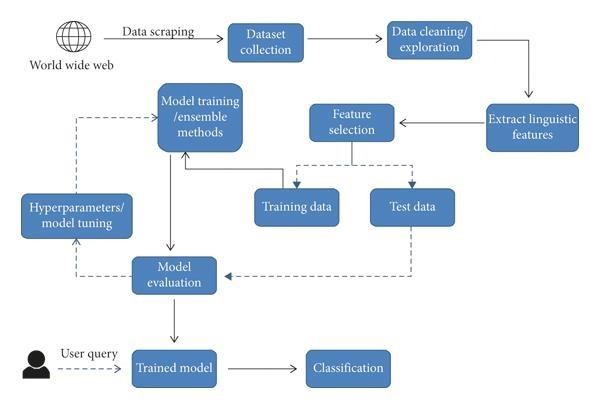 World wide web
Data scraping
Dataset
collection
Data cleaning/
exploration
Model training
/ensemble
methods
Feature
selection
Extract linguistic
features
Hyperparameters/
model tuning
Training data
Test data
Model
evaluation
User query
Trained model
Classification